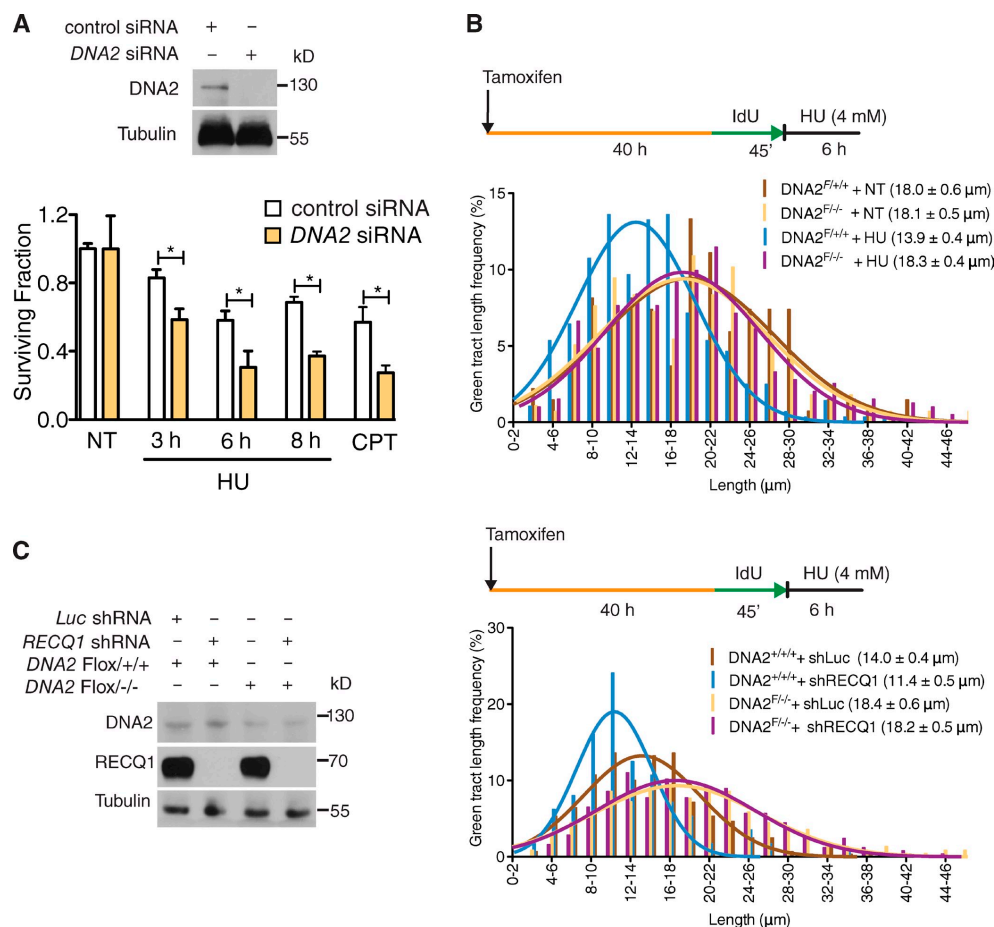 A
control siRNA + –
DNA2 siRNA – + kD
DNA2 130
Tubulin 55
Surviving Fraction
1.2
0.8
0.4
0.0
control siRNA
DNA2 siRNA
* * * *
NT 3 h 6 h 8 h CPT
HU
B
Tamoxifen
IdU HU (4 mM)
40 h 45' 6 h
Green tract length frequency (%)
15
10
5
0
DNA2F/+/+ + NT (18.0 ± 0.6 µm)
DNA2F/-/- + NT (18.1 ± 0.5 µm)
DNA2F/+/+ + HU (13.9 ± 0.4 µm)
DNA2F/-/- + HU (18.3 ± 0.4 µm)
0-2 4-6 8-10 12-14 16-18 20-22 24-26 28-30 32-34 36-38 40-42 44-46
Length (µm)
C
Luc shRNA + – – –
RECQ1 shRNA – + – +
DNA2 Flox/+/+ + + – –
DNA2 Flox/-/- – – + + kD
DNA2 130
RECQ1 70
Tubulin 55
Tamoxifen
IdU HU (4 mM)
40 h 45' 6 h
Green tract length frequency (%)
30
20
10
0
DNA2+/+/+ + shLuc (14.0 ± 0.4 µm)
DNA2+/+/+ + shRECQ1 (11.4 ± 0.5 µm)
DNA2F/-/- + shLuc (18.4 ± 0.6 µm)
DNA2F/-/- + shRECQ1 (18.2 ± 0.5 µm)
0-2 4-6 8-10 12-14 16-18 20-22 24-26 28-30 32-34 36-38 40-42 44-46
Length (µm)